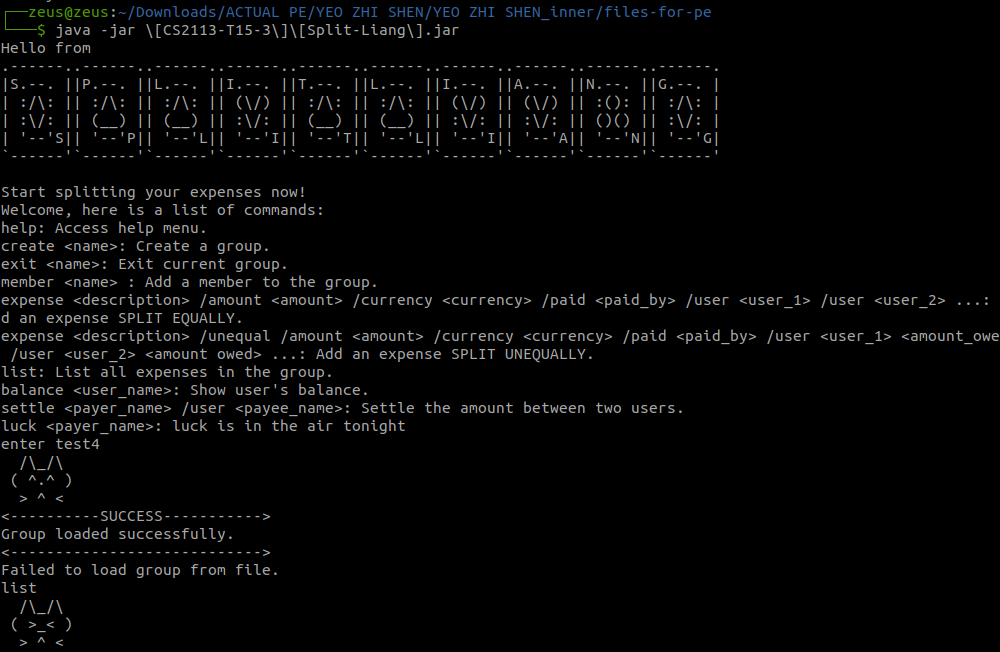 zeus@zeus:~/Downloads/ACTUAL PE/YEO ZHI SHEN/YEO ZHI SHEN_inner/files-for-pe
$ java -jar \[CS2113-T15-3\]\[Split-Liang\].jar
Hello from
.------..------..------..------..------..------..------..------..------..------.
|S.--. ||P.--. ||L.--. ||I.--. ||T.--. ||L.--. ||I.--. ||A.--. ||N.--. ||G.--. |
| :/\: || :/\: || :/\: || (\/) || :/\: || :/\: || (\/) || (\/) || :(): || :/\: |
| :\/: || (__) || (__) || :\/: || (__) || (__) || :\/: || :\/: || ()() || :\/: |
| '--'S|| '--'P|| '--'L|| '--'I|| '--'T|| '--'L|| '--'I|| '--'A|| '--'N|| '--'G|
`------'`------'`------'`------'`------'`------'`------'`------'`------'`------'
Start splitting your expenses now!
Welcome, here is a list of commands:
help: Access help menu.
create <name>: Create a group.
exit <name>: Exit current group.
member <name> : Add a member to the group.
expense <description> /amount <amount> /currency <currency> /paid <paid_by> /user <user_1> /user <user_2> ...:
d an expense SPLIT EQUALLY.
expense <description> /unequal /amount <amount> /currency <currency> /paid <paid_by> /user <user_1> <amount_owe
/user <user_2> <amount owed> ...: Add an expense SPLIT UNEQUALLY.
list: List all expenses in the group.
balance <user_name>: Show user's balance.
settle <payer_name> /user <payee_name>: Settle the amount between two users.
luck <payer_name>: luck is in the air tonight
enter test4
  /\_/\
 ( ^.^ )
  > ^ <
<----------SUCCESS----------->
Group loaded successfully.
<---------------------------->
Failed to load group from file.
list
  /\_/\
 ( >_< )
  > ^ <